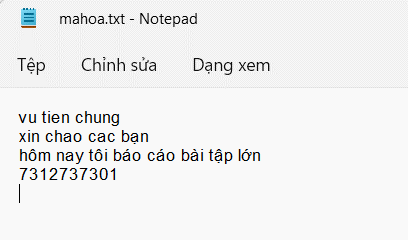 mahoa.txt - Notepad
Tệp Chỉnh sửa Dạng xem
vu tien chung
xin chao cac bạn
hôm nay tôi báo cáo bài tập lớn
7312737301